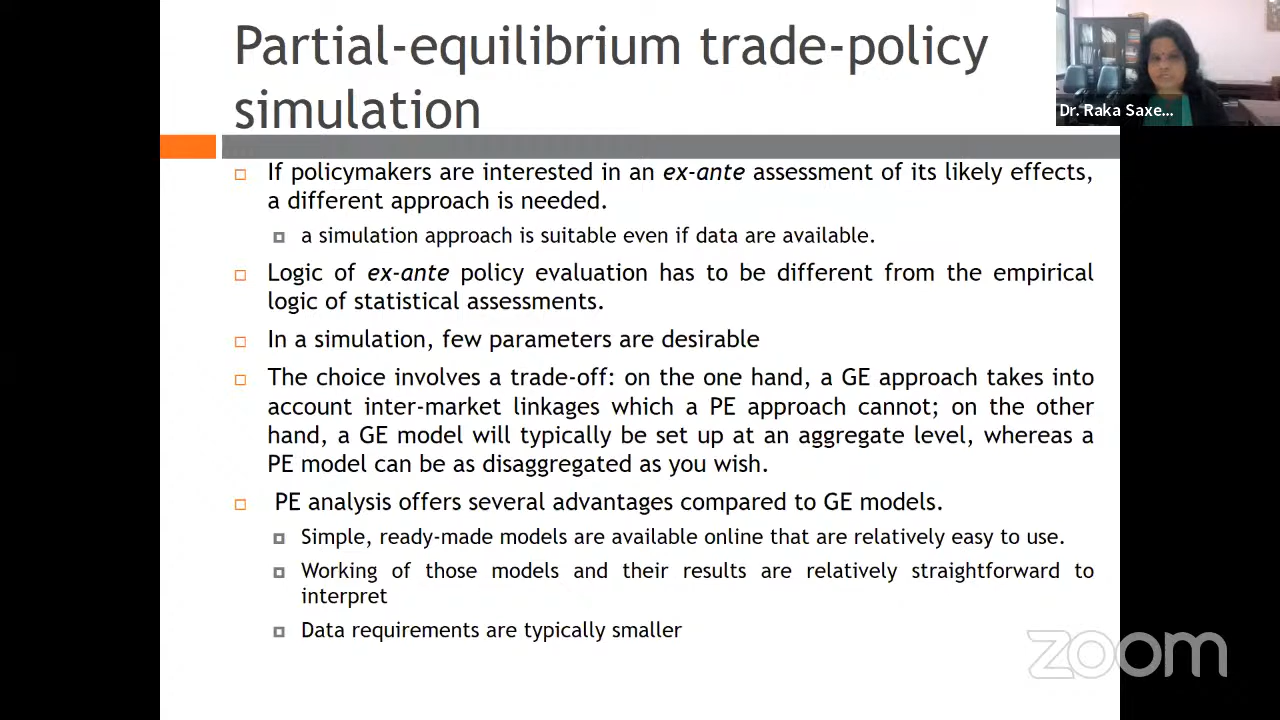 Partial-equilibrium trade-policy
simulation
Dr. Raka Saxe...
If policymakers are interested in an ex-ante assessment of its likely effects,
a different approach is needed.
a simulation approach is suitable even if data are available.
Logic of ex-ante policy evaluation has to be different from the empirical
logic of statistical assessments.
In a simulation, few parameters are desirable
The choice involves a trade-off: on the one hand, a GE approach takes into
account inter-market linkages which a PE approach cannot; on the other
hand, a GE model will typically be set up at an aggregate level, whereas a
PE model can be as disaggregated as you wish.
PE analysis offers several advantages compared to GE models.
Simple, ready-made models are available online that are relatively easy to use.
Working of those models and their results are relatively straightforward to
interpret
Data requirements are typically smaller
zoom